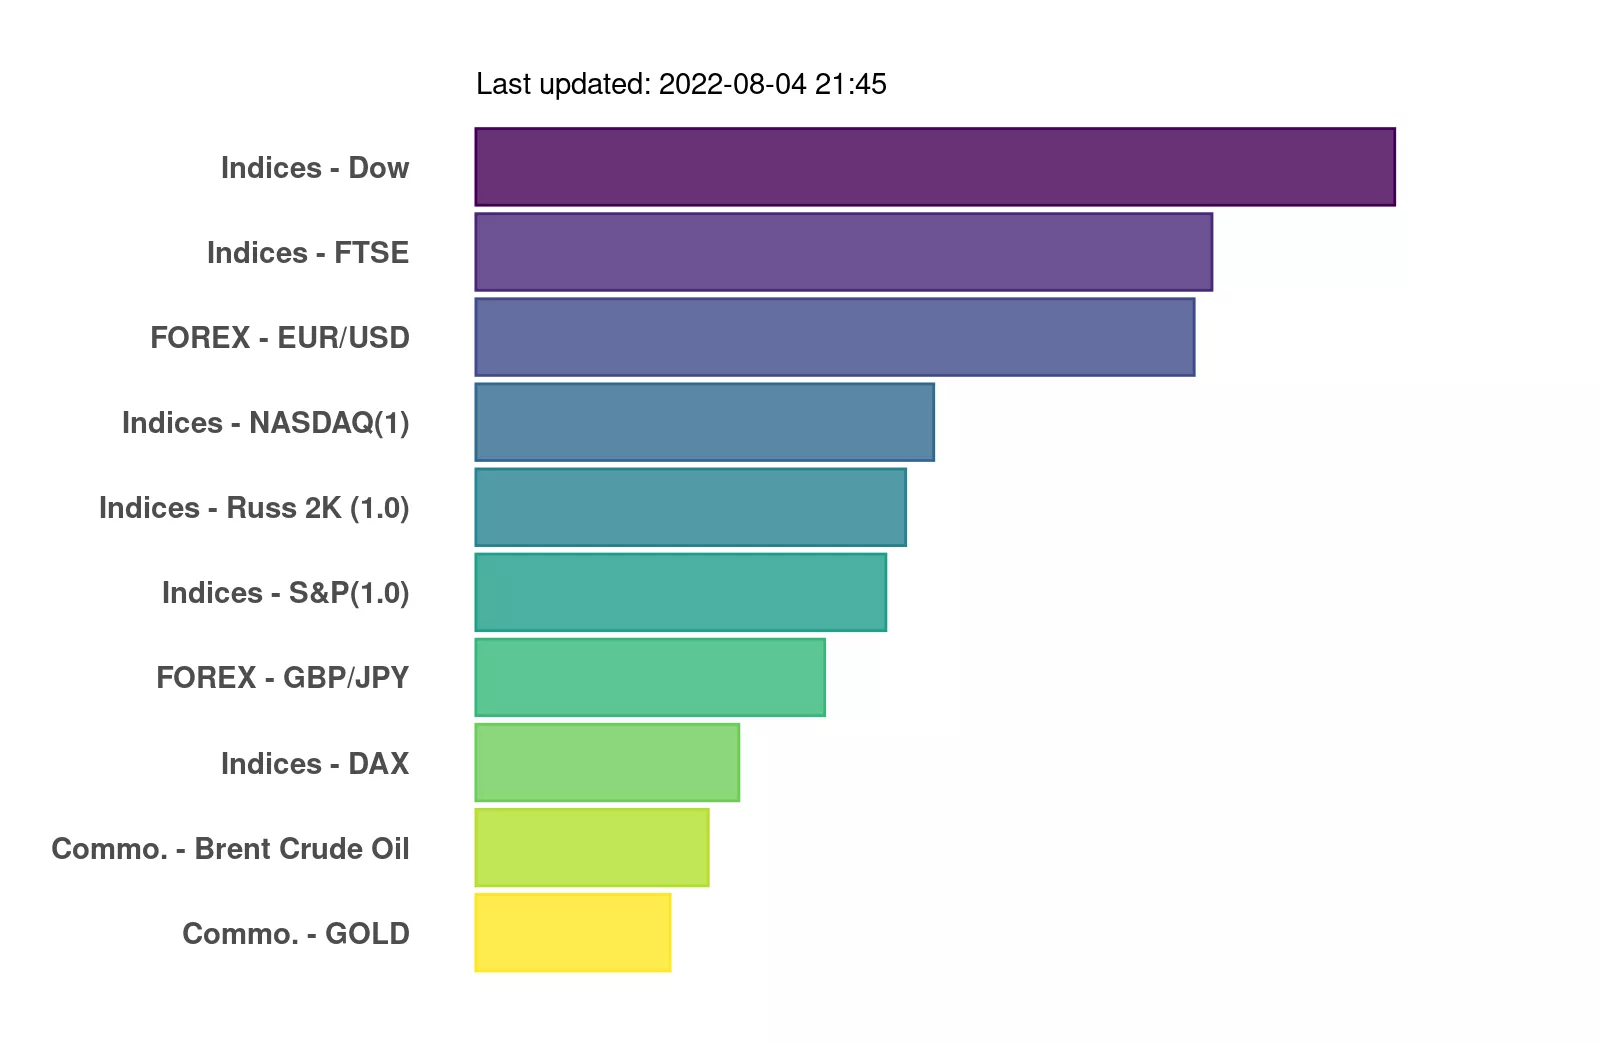 Last updated: 2022-08-04 21:45
Indices - Dow
Indices - FTSE
FOREX - EUR/USD
Indices - NASDAQ(1)
Indices - Russ 2K (1.0)
Indices - S&P(1.0)
FOREX - GBP/JPY
Indices - DAX
Commo. - Brent Crude Oil
Commo. - GOLD